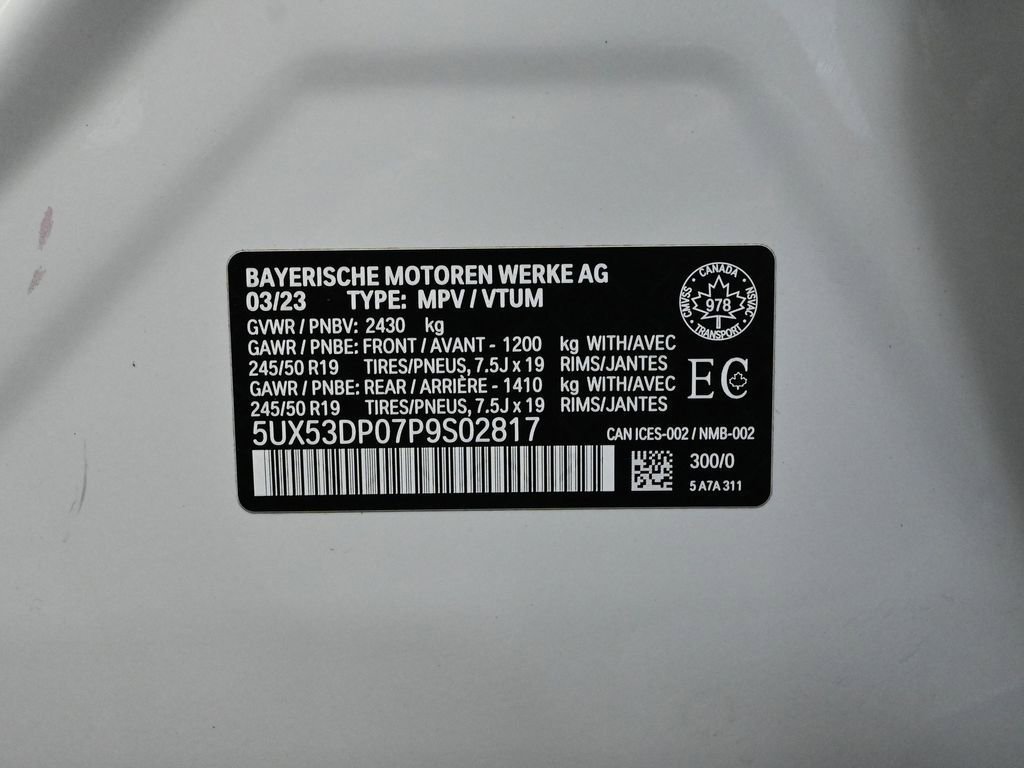 BAYERISCHE MOTOREN WERKE AG
03/23 TYPE: MPV / VTUM
GVWR / PNBV: 2430 kg
GAWR / PNBE: FRONT / AVANT - 1200 kg WITH/AVEC
245/50 R19 TIRES/PNEUS, 7.5J x 19 RIMS/JANTES
GAWR / PNBE: REAR / ARRIÈRE - 1410 kg WITH/AVEC
245/50 R19 TIRES/PNEUS, 7.5J x 19 RIMS/JANTES
5UX53DP07P9S02817
CANADA
CMVSS
978
NSVAC
TRANSPORT
EC
CAN ICES-002 / NMB-002
300/0
5 A7A 311